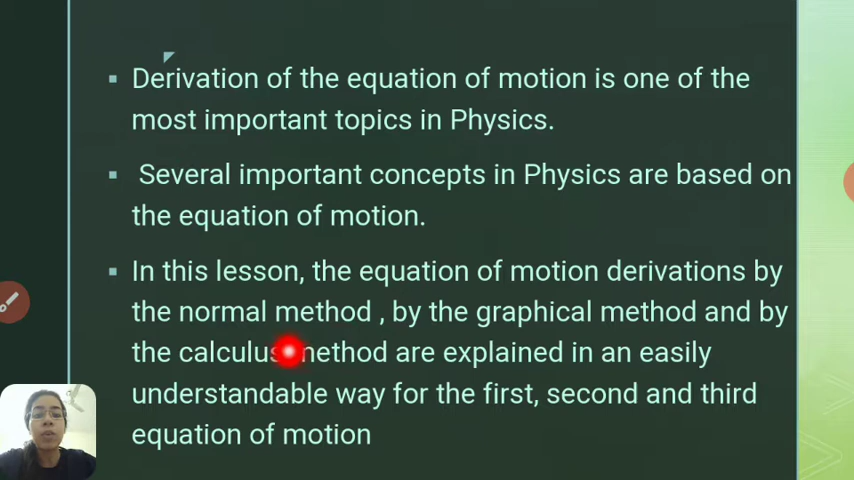 Derivation of the equation of motion is one of the
most important topics in Physics.
Several important concepts in Physics are based on
the equation of motion.
In this lesson, the equation of motion derivations by
the normal method , by the graphical method and by
the calculus method are explained in an easily
understandable way for the first, second and third
equation of motion